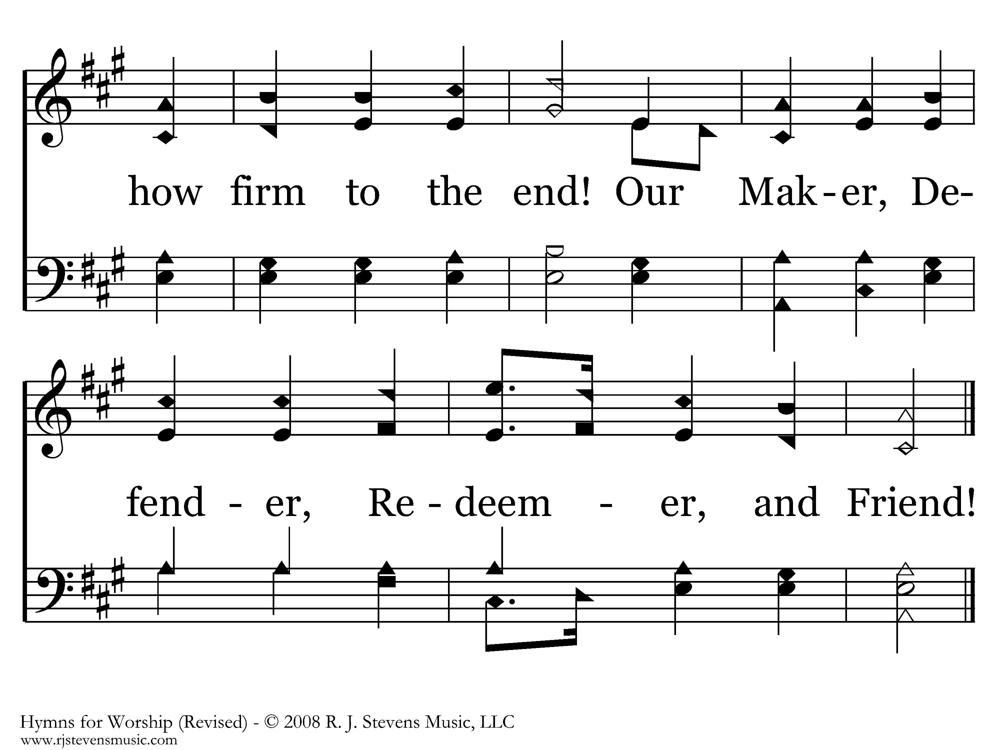 how firm to the end! Our Mak-er, De-
fend - er, Re - deem - er, and Friend!
Hymns for Worship (Revised) - © 2008 R. J. Stevens Music, LLC
www.rjstevensmusic.com